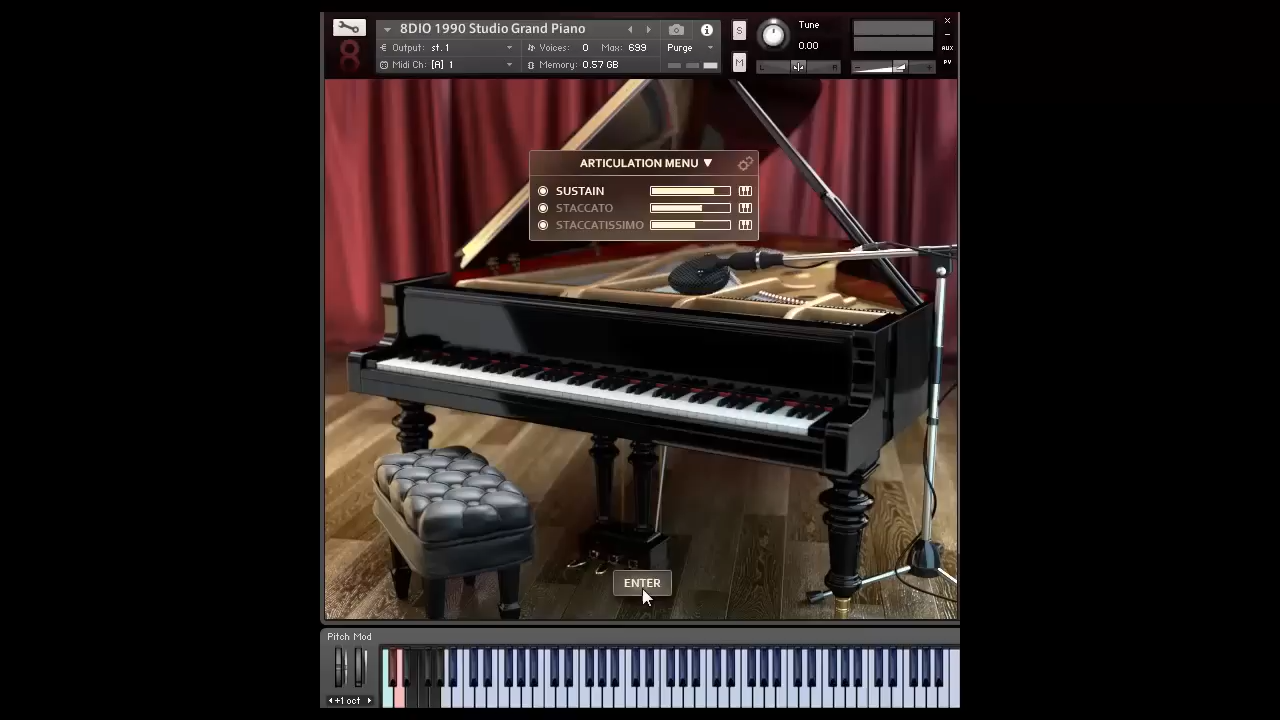 8DIO 1990 Studio Grand Piano
Output: st. 1 Voices: 0 Max: 699 Purge
Midi Ch: [A] 1 Memory: 0.57 GB
S
M
Tune
0.00
L R
- +
×
-
AUX
PV
ARTICULATION MENU ▼
SUSTAIN
STACCATO
STACCATISSIMO
ENTER
Pitch Mod
+1 oct